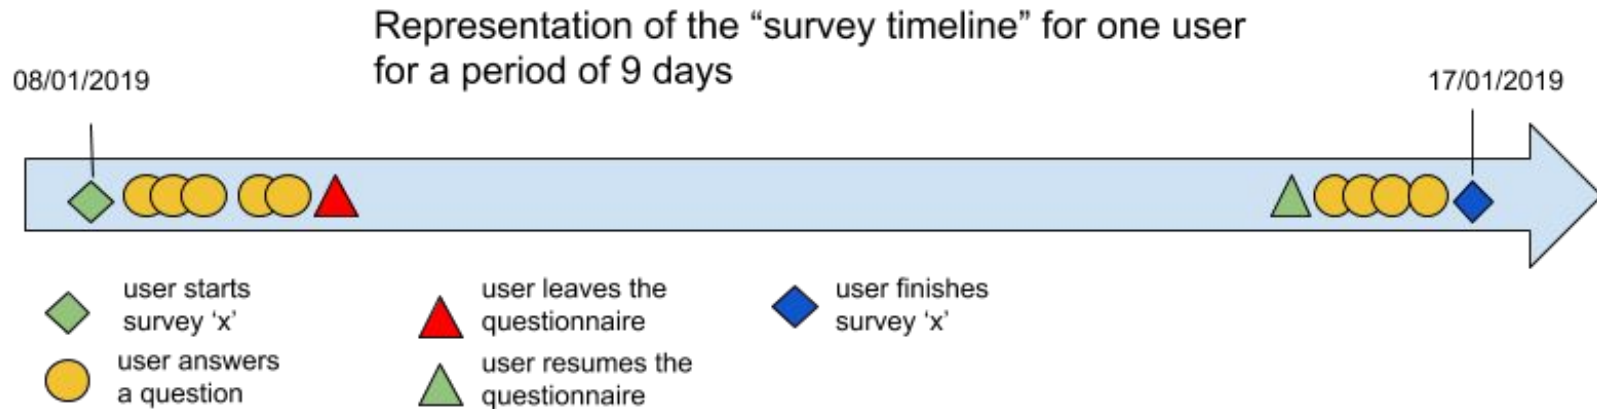 Representation of the “survey timeline” for one user
for a period of 9 days
08/01/2019
17/01/2019
user starts
survey ‘x’
user leaves the
questionnaire
user finishes
survey ‘x’
user answers
a question
user resumes the
questionnaire